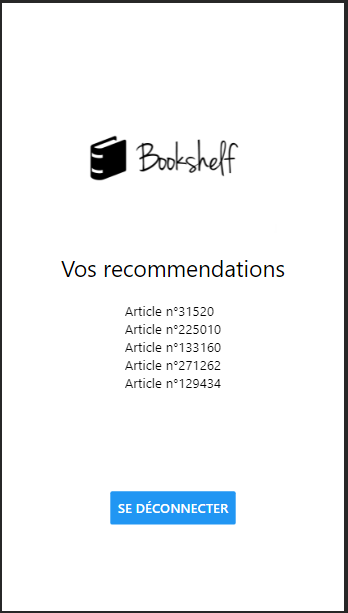 Bookshelf
Vos recommendations
Article n°31520
Article n°225010
Article n°133160
Article n°271262
Article n°129434
SE DÉCONNECTER